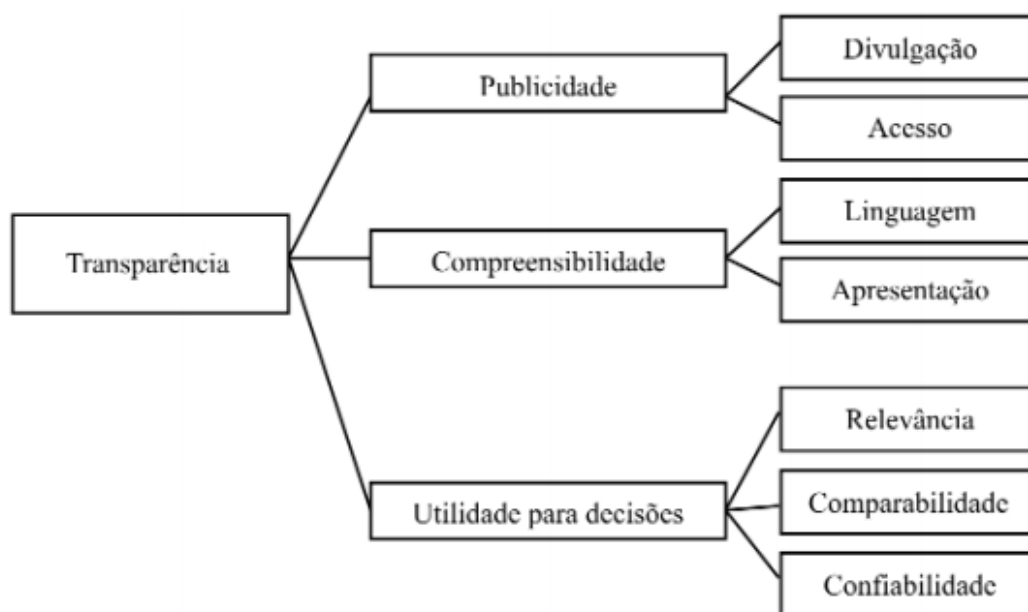 Transparência
Publicidade
Divulgação
Acesso
Compreensibilidade
Linguagem
Apresentação
Utilidade para decisões
Relevância
Comparabilidade
Confiabilidade